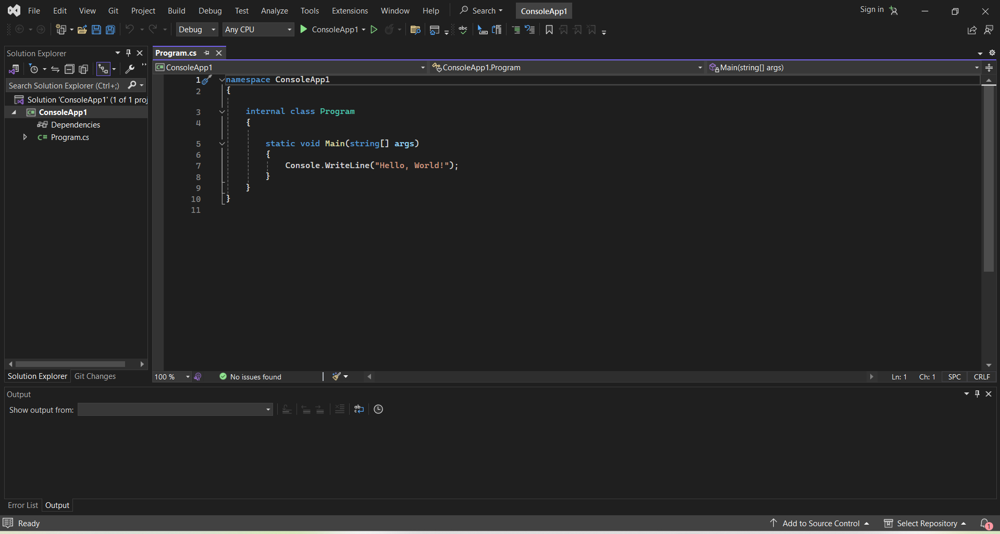 File Edit View Git Project Build Debug Test Analyze Tools Extensions Window Help Search ConsoleApp1 Sign in
Debug Any CPU ConsoleApp1
Solution Explorer
Search Solution Explorer (Ctrl+;)
Solution 'ConsoleApp1' (1 of 1 proj
ConsoleApp1
Dependencies
C# Program.cs
Solution Explorer Git Changes
Program.cs
C# ConsoleApp1 ConsoleApp1.Program Main(string[] args)
1 namespace ConsoleApp1
2 {
3 internal class Program
4 {
5 static void Main(string[] args)
6 {
7 Console.WriteLine("Hello, World!");
8 }
9 }
10 }
11
100 % No issues found Ln: 1 Ch: 1 SPC CRLF
Output
Show output from:
Error List Output
Ready Add to Source Control Select Repository 1